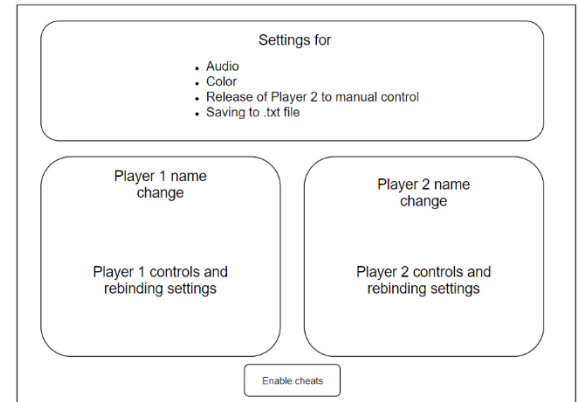 Settings for
• Audio
• Color
• Release of Player 2 to manual control
• Saving to .txt file
Player 1 name
change
Player 1 controls and
rebinding settings
Player 2 name
change
Player 2 controls and
rebinding settings
Enable cheats